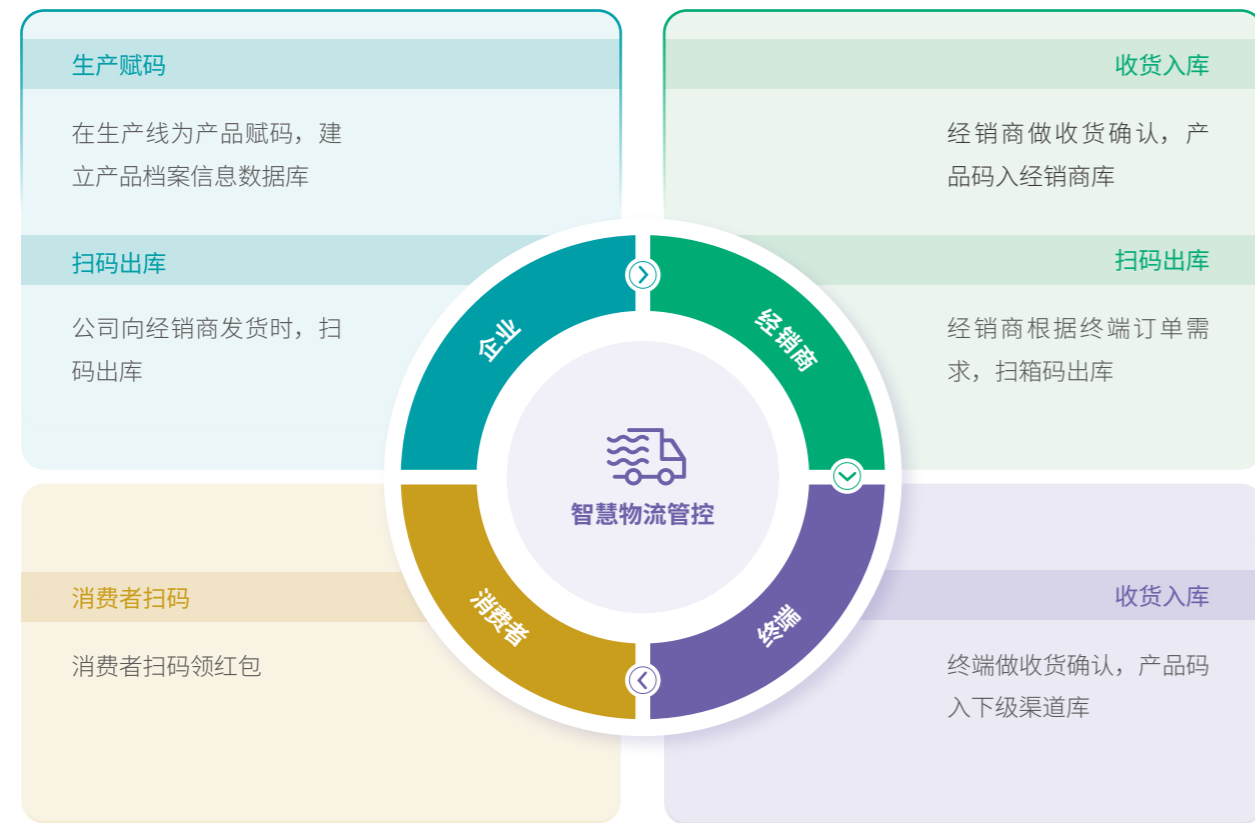 生产赋码
在生产线为产品赋码，建
立产品档案信息数据库
扫码出库
公司向经销商发货时，扫
码出库
收货入库
经销商做收货确认，产
品码入经销商库
扫码出库
经销商根据终端订单需
求，扫箱码出库
企业
经销商
智慧物流管控
消费者
终端
消费者扫码
消费者扫码领红包
收货入库
终端做收货确认，产品码
入下级渠道库